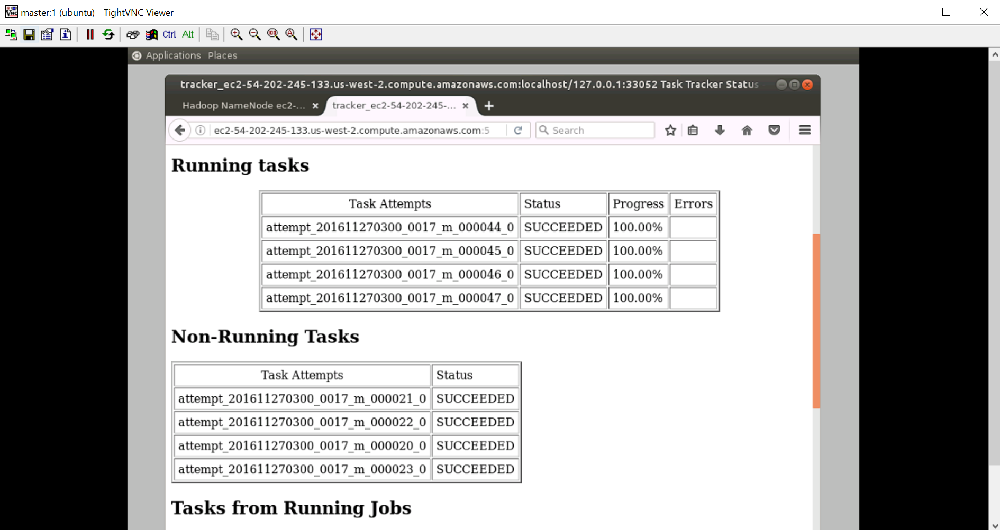 master:1 (ubuntu) - TightVNC Viewer
Ctrl Alt
Applications Places
tracker_ec2-54-202-245-133.us-west-2.compute.amazonaws.com:localhost/127.0.0.1:33052 Task Tracker Status
Hadoop NameNode ec2-... tracker_ec2-54-202-245-...
ec2-54-202-245-133.us-west-2.compute.amazonaws.com:5 Search
Running tasks
Task Attempts Status Progress Errors
attempt_201611270300_0017_m_000044_0 SUCCEEDED 100.00%
attempt_201611270300_0017_m_000045_0 SUCCEEDED 100.00%
attempt_201611270300_0017_m_000046_0 SUCCEEDED 100.00%
attempt_201611270300_0017_m_000047_0 SUCCEEDED 100.00%
Non-Running Tasks
Task Attempts Status
attempt_201611270300_0017_m_000021_0 SUCCEEDED
attempt_201611270300_0017_m_000022_0 SUCCEEDED
attempt_201611270300_0017_m_000020_0 SUCCEEDED
attempt_201611270300_0017_m_000023_0 SUCCEEDED
Tasks from Running Jobs